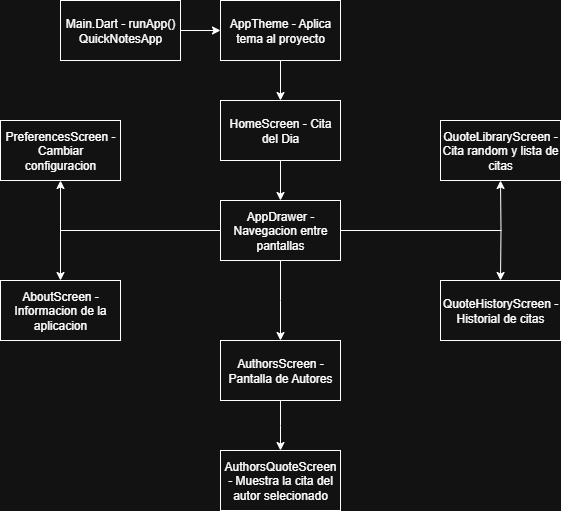 Main.Dart - runApp()
QuickNotesApp
AppTheme - Aplica
tema al proyecto
HomeScreen - Cita
del Dia
PreferencesScreen -
Cambiar
configuracion
QuoteLibraryScreen -
Cita random y lista de
citas
AppDrawer -
Navegacion entre
pantallas
AboutScreen -
Informacion de la
aplicacion
QuoteHistoryScreen -
Historial de citas
AuthorsScreen -
Pantalla de Autores
AuthorsQuoteScreen
- Muestra la cita del
autor selecionado